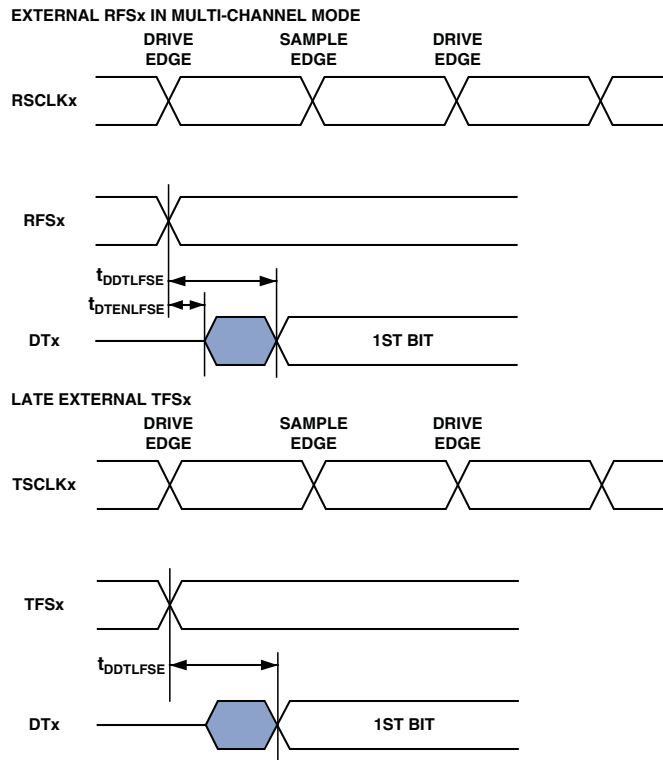 EXTERNAL RFSx IN MULTI-CHANNEL MODE
DRIVE EDGE
SAMPLE EDGE
DRIVE EDGE
RSCLKx
RFSx
tDDTLFSE
tDTENLFSE
DTx
1ST BIT
LATE EXTERNAL TFSx
DRIVE EDGE
SAMPLE EDGE
DRIVE EDGE
TSCLKx
TFSx
tDDTLFSE
DTx
1ST BIT